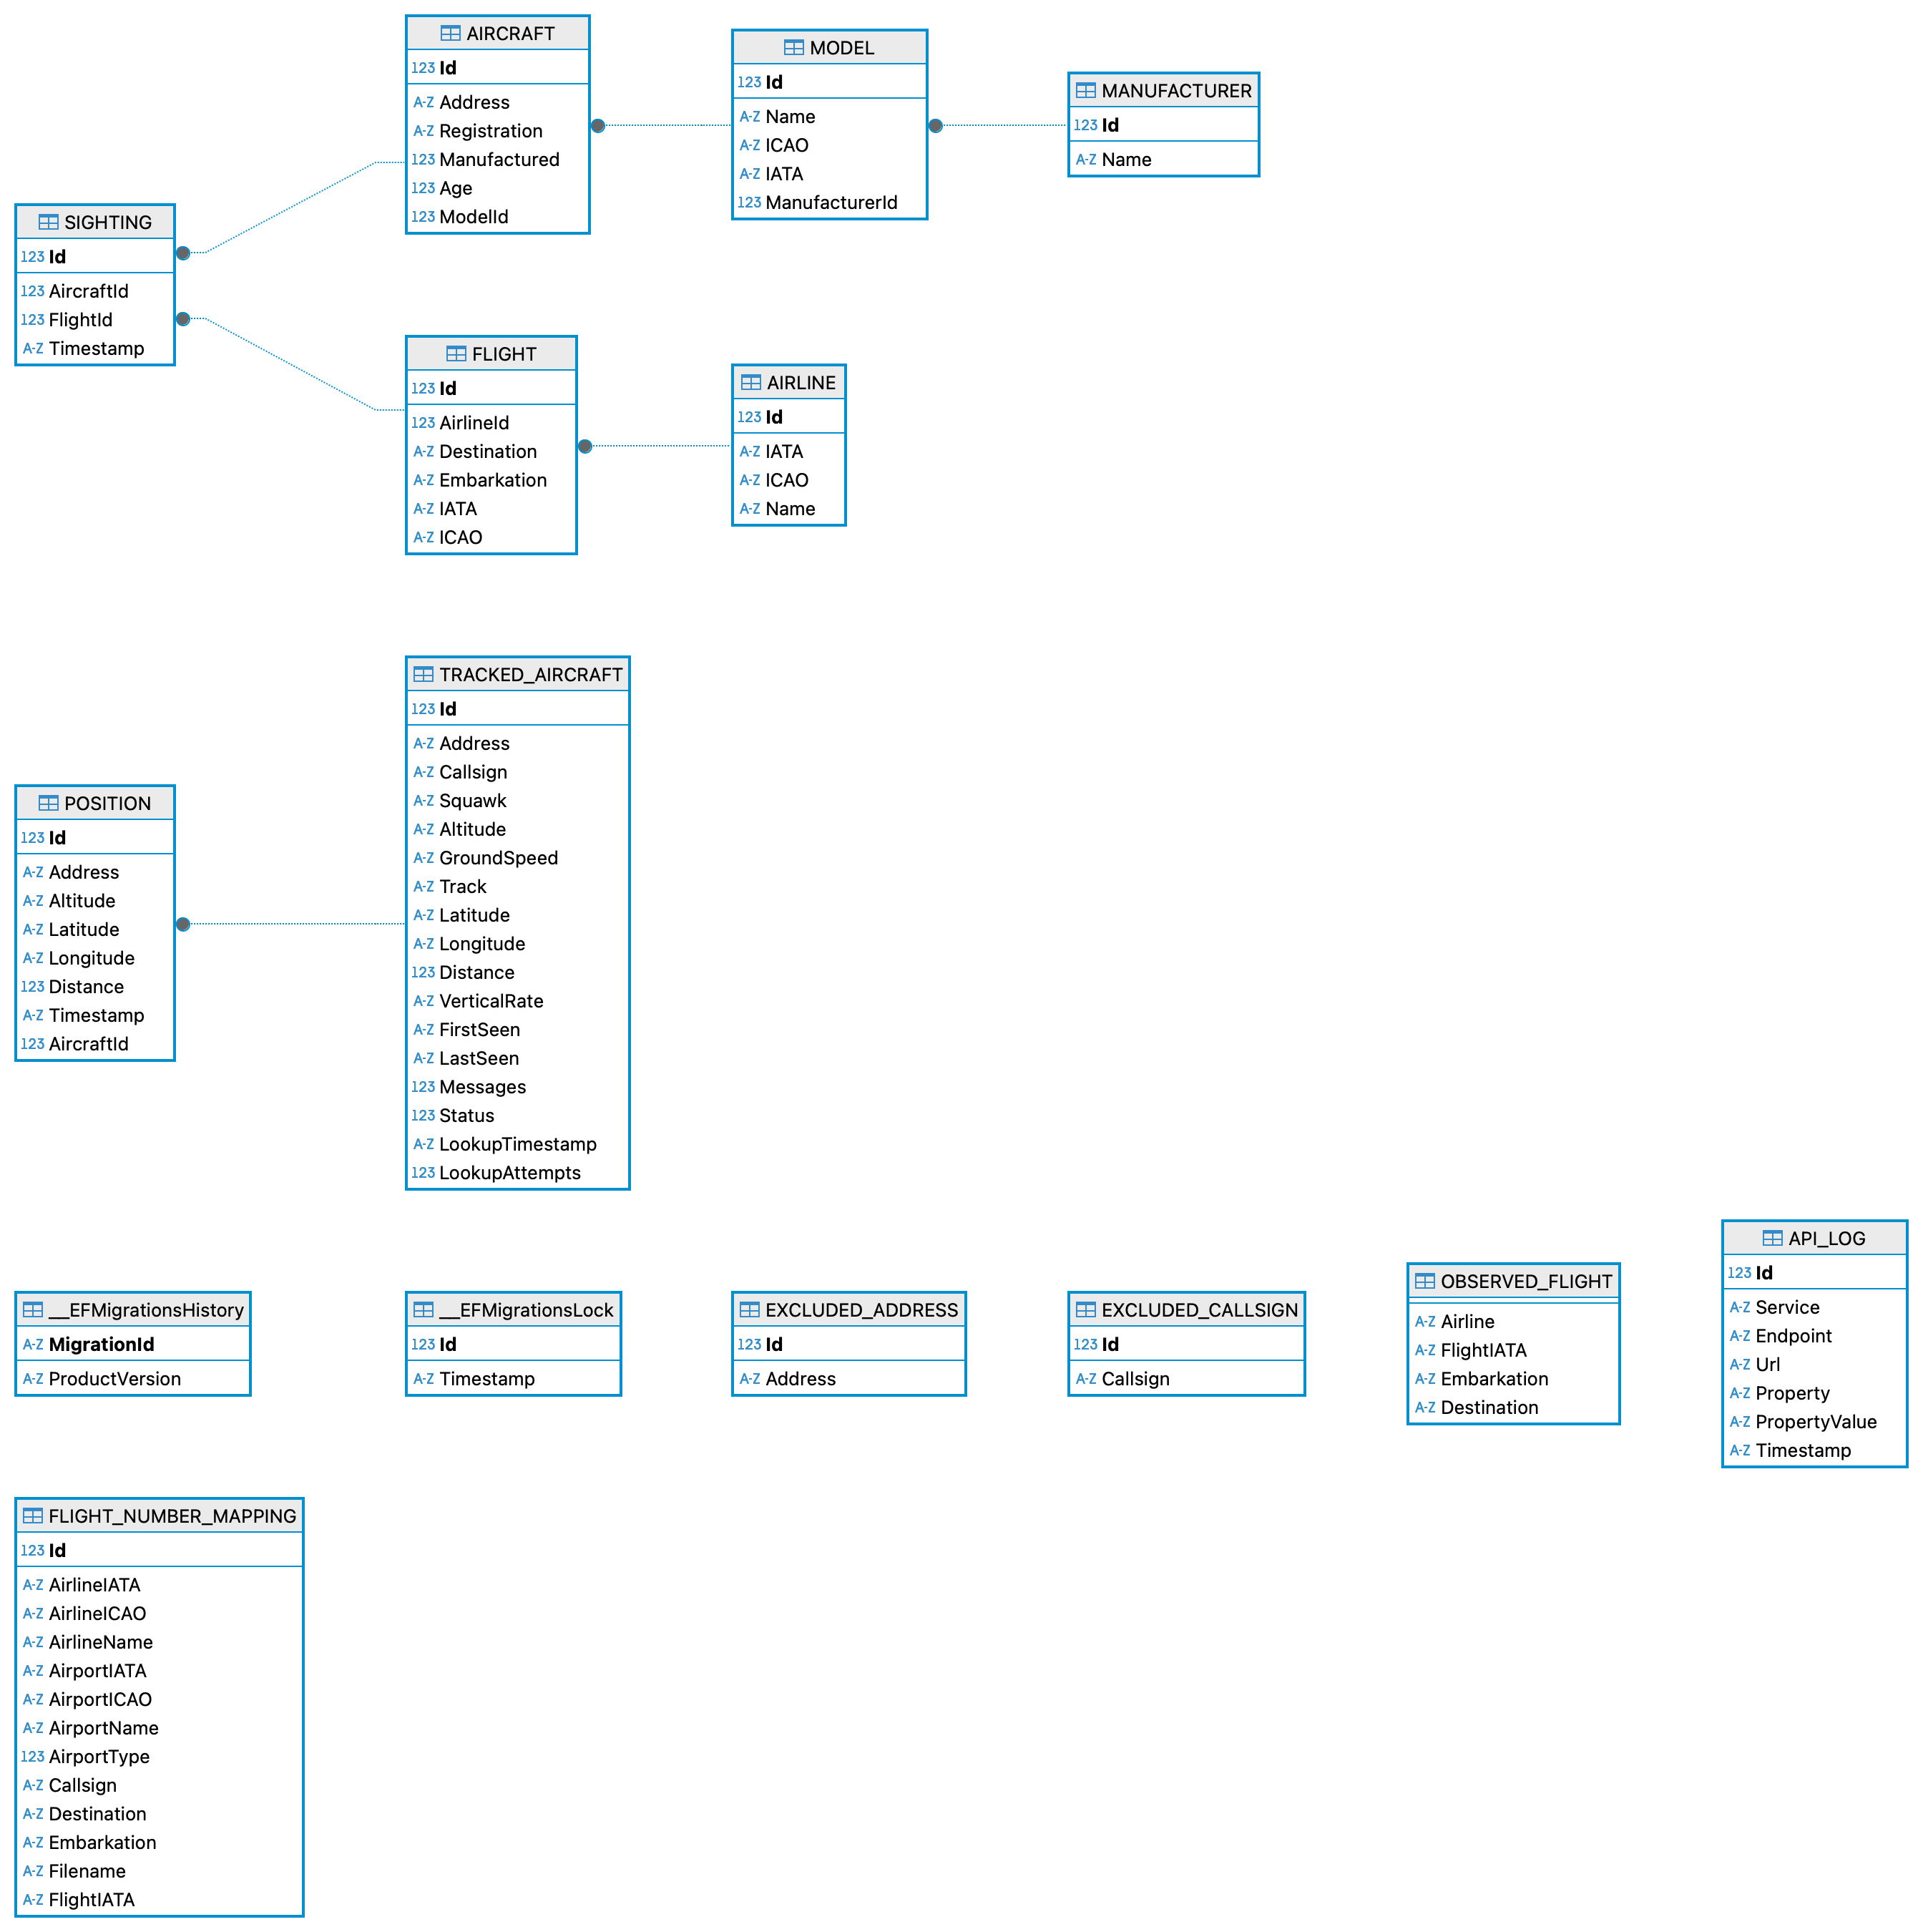 AIRCRAFT
123 Id
A-Z Address
A-Z Registration
123 Manufactured
123 Age
123 ModelId
MODEL
123 Id
A-Z Name
A-Z ICAO
A-Z IATA
123 ManufacturerId
MANUFACTURER
123 Id
A-Z Name
SIGHTING
123 Id
123 AircraftId
123 FlightId
A-Z Timestamp
FLIGHT
123 Id
123 AirlineId
A-Z Destination
A-Z Embarkation
A-Z IATA
A-Z ICAO
AIRLINE
123 Id
A-Z IATA
A-Z ICAO
A-Z Name
TRACKED_AIRCRAFT
123 Id
A-Z Address
A-Z Callsign
A-Z Squawk
A-Z Altitude
A-Z GroundSpeed
A-Z Track
A-Z Latitude
A-Z Longitude
123 Distance
A-Z VerticalRate
A-Z FirstSeen
A-Z LastSeen
123 Messages
123 Status
A-Z LookupTimestamp
123 LookupAttempts
POSITION
123 Id
A-Z Address
A-Z Altitude
A-Z Latitude
A-Z Longitude
123 Distance
A-Z Timestamp
123 AircraftId
__EFMigrationsHistory
A-Z MigrationId
A-Z ProductVersion
__EFMigrationsLock
123 Id
A-Z Timestamp
EXCLUDED_ADDRESS
123 Id
A-Z Address
EXCLUDED_CALLSIGN
123 Id
A-Z Callsign
OBSERVED_FLIGHT
A-Z Airline
A-Z FlightIATA
A-Z Embarkation
A-Z Destination
API_LOG
123 Id
A-Z Service
A-Z Endpoint
A-Z Url
A-Z Property
A-Z PropertyValue
A-Z Timestamp
FLIGHT_NUMBER_MAPPING
123 Id
A-Z AirlineIATA
A-Z AirlineICAO
A-Z AirlineName
A-Z AirportIATA
A-Z AirportICAO
A-Z AirportName
123 AirportType
A-Z Callsign
A-Z Destination
A-Z Embarkation
A-Z Filename
A-Z FlightIATA